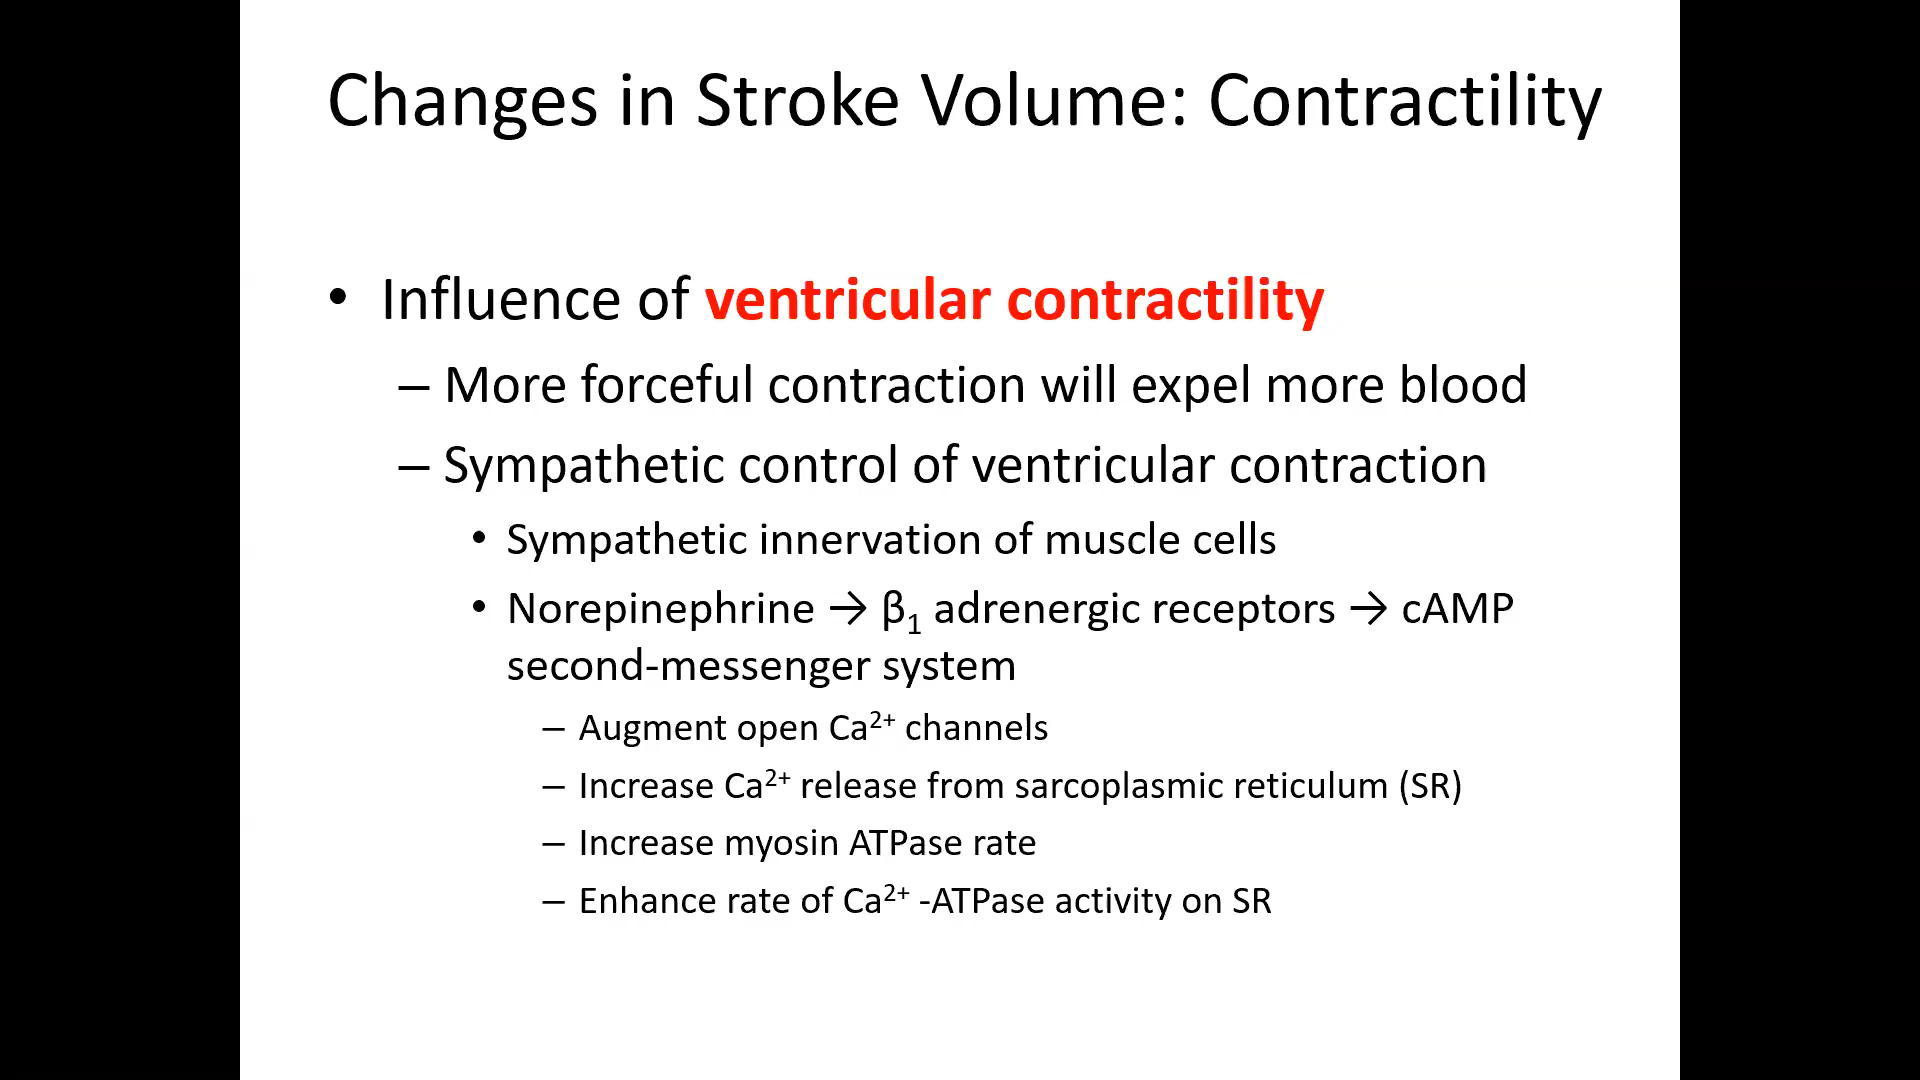 Changes in Stroke Volume: Contractility
• Influence of ventricular contractility
– More forceful contraction will expel more blood
– Sympathetic control of ventricular contraction
• Sympathetic innervation of muscle cells
• Norepinephrine → β₁ adrenergic receptors → cAMP
second-messenger system
– Augment open Ca²⁺ channels
– Increase Ca²⁺ release from sarcoplasmic reticulum (SR)
– Increase myosin ATPase rate
– Enhance rate of Ca²⁺ -ATPase activity on SR